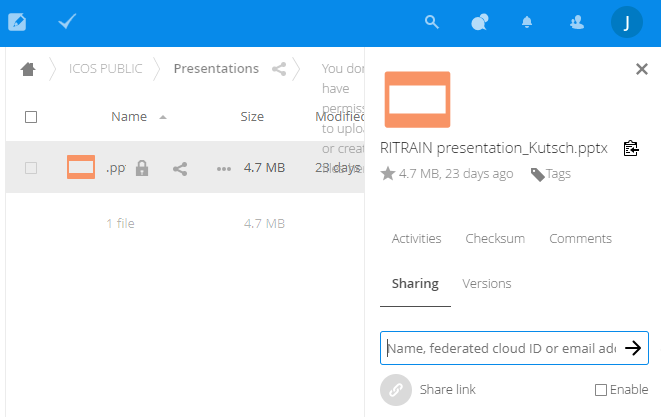 J
ICOS PUBLIC
Presentations
You don
have
permiss
to uploa
or creat
Name
Size
Modified
.pp
4.7 MB
23 days
1 file
4.7 MB
RITRAIN presentation_Kutsch.pptx
4.7 MB, 23 days ago
Tags
Activities
Checksum
Comments
Sharing
Versions
Name, federated cloud ID or email add
Share link
Enable